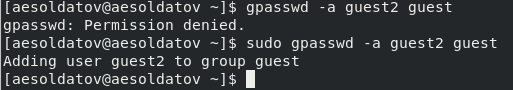 [aesoldatov@aesoldatov ~]$ gpasswd -a guest2 guest
gpasswd: Permission denied.
[aesoldatov@aesoldatov ~]$ sudo gpasswd -a guest2 guest
Adding user guest2 to group guest
[aesoldatov@aesoldatov ~]$